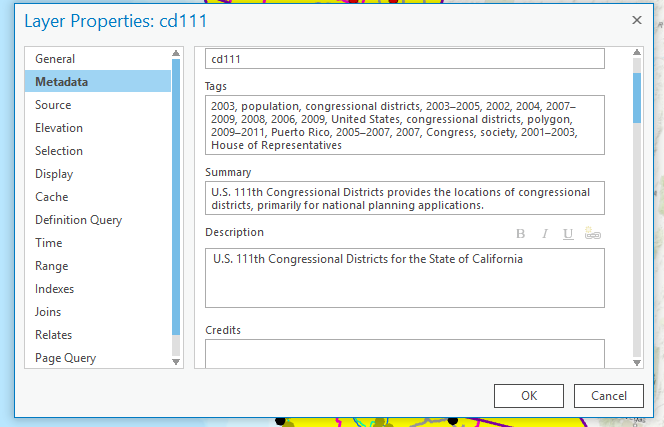 Layer Properties: cd111
General
Metadata
Source
Elevation
Selection
Display
Cache
Definition Query
Time
Range
Indexes
Joins
Relates
Page Query
cd111
Tags
2003, population, congressional districts, 2003–2005, 2002, 2004, 2007–
2009, 2008, 2006, 2009, United States, congressional districts, polygon,
2009–2011, Puerto Rico, 2005–2007, 2007, Congress, society, 2001–2003,
House of Representatives
Summary
U.S. 111th Congressional Districts provides the locations of congressional
districts, primarily for national planning applications.
Description
B I U
U.S. 111th Congressional Districts for the State of California
Credits
OK Cancel